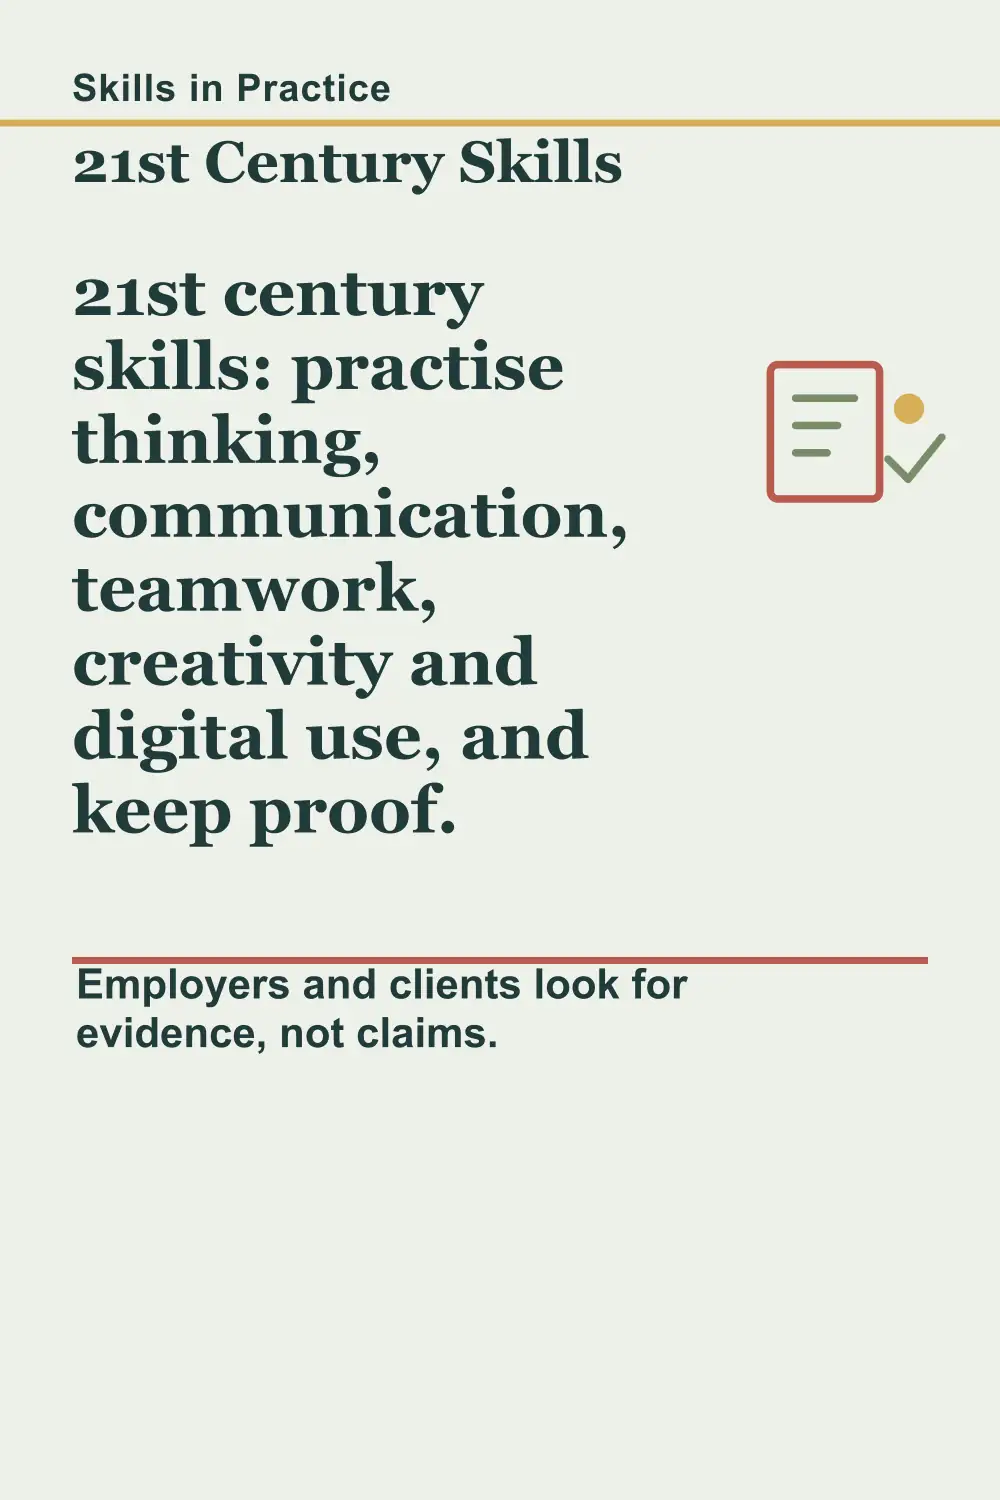 Skills in Practice
21st Century Skills
21st century
skills: practise
thinking,
communication,
teamwork,
creativity and
digital use, and
keep proof.
Employers and clients look for
evidence, not claims.